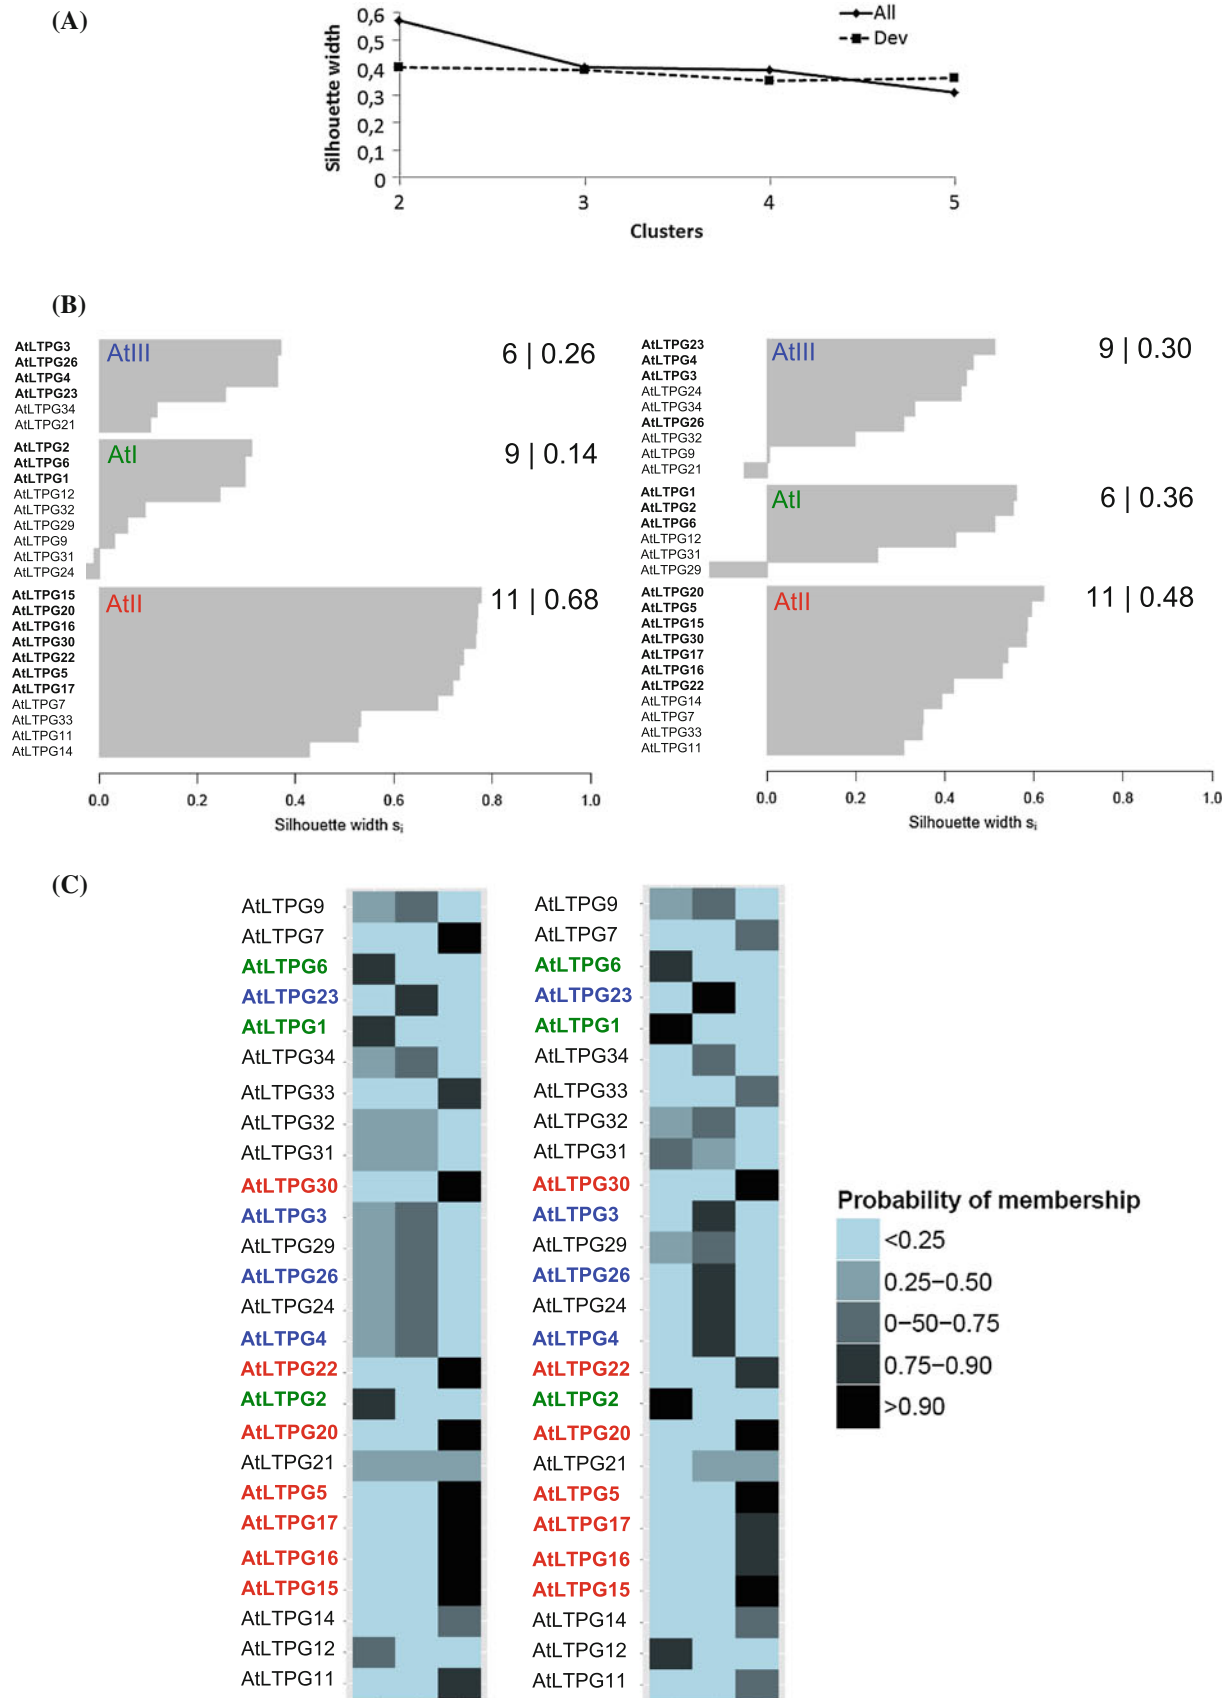 (A)
Silhouette width
0,6
0,5
0,4
0,3
0,2
0,1
0
2 3 4 5
Clusters
All
Dev
(B)
AtLTPG3
AtLTPG26
AtLTPG4
AtLTPG23
AtLTPG34
AtLTPG21
AtIII
6 | 0.26
AtLTPG2
AtLTPG6
AtLTPG1
AtLTPG12
AtLTPG32
AtLTPG29
AtLTPG9
AtLTPG31
AtLTPG24
AtI
9 | 0.14
AtLTPG15
AtLTPG20
AtLTPG16
AtLTPG30
AtLTPG22
AtLTPG5
AtLTPG17
AtLTPG7
AtLTPG33
AtLTPG11
AtLTPG14
AtII
11 | 0.68
0.0 0.2 0.4 0.6 0.8 1.0
Silhouette width si
AtLTPG23
AtLTPG4
AtLTPG3
AtLTPG24
AtLTPG34
AtLTPG26
AtLTPG32
AtLTPG9
AtLTPG21
AtIII
9 | 0.30
AtLTPG1
AtLTPG2
AtLTPG6
AtLTPG12
AtLTPG31
AtLTPG29
AtI
6 | 0.36
AtLTPG20
AtLTPG5
AtLTPG15
AtLTPG30
AtLTPG17
AtLTPG16
AtLTPG22
AtLTPG14
AtLTPG7
AtLTPG33
AtLTPG11
AtII
11 | 0.48
0.0 0.2 0.4 0.6 0.8 1.0
Silhouette width si
(C)
AtLTPG9
AtLTPG7
AtLTPG6
AtLTPG23
AtLTPG1
AtLTPG34
AtLTPG33
AtLTPG32
AtLTPG31
AtLTPG30
AtLTPG3
AtLTPG29
AtLTPG26
AtLTPG24
AtLTPG4
AtLTPG22
AtLTPG2
AtLTPG20
AtLTPG21
AtLTPG5
AtLTPG17
AtLTPG16
AtLTPG15
AtLTPG14
AtLTPG12
AtLTPG11
AtLTPG9
AtLTPG7
AtLTPG6
AtLTPG23
AtLTPG1
AtLTPG34
AtLTPG33
AtLTPG32
AtLTPG31
AtLTPG30
AtLTPG3
AtLTPG29
AtLTPG26
AtLTPG24
AtLTPG4
AtLTPG22
AtLTPG2
AtLTPG20
AtLTPG21
AtLTPG5
AtLTPG17
AtLTPG16
AtLTPG15
AtLTPG14
AtLTPG12
AtLTPG11
Probability of membership
<0.25
0.25−0.50
0−50−0.75
0.75−0.90
>0.90